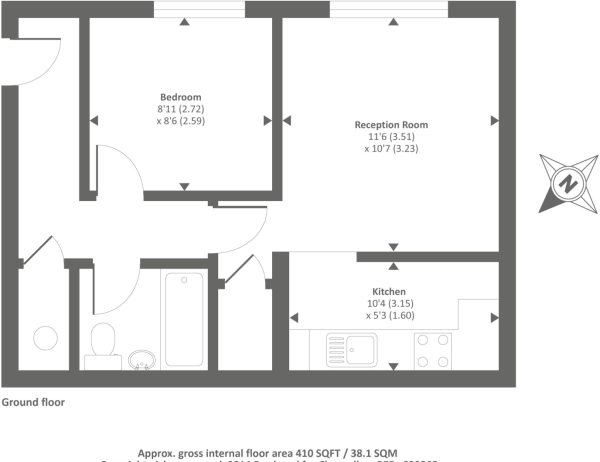 Bedroom
8'11 (2.72)
x 8'6 (2.59)
Reception Room
11'6 (3.51)
x 10'7 (3.23)
N
Kitchen
10'4 (3.15)
x 5'3 (1.60)
Ground floor
Approx. gross internal floor area 410 SQFT / 38.1 SQM